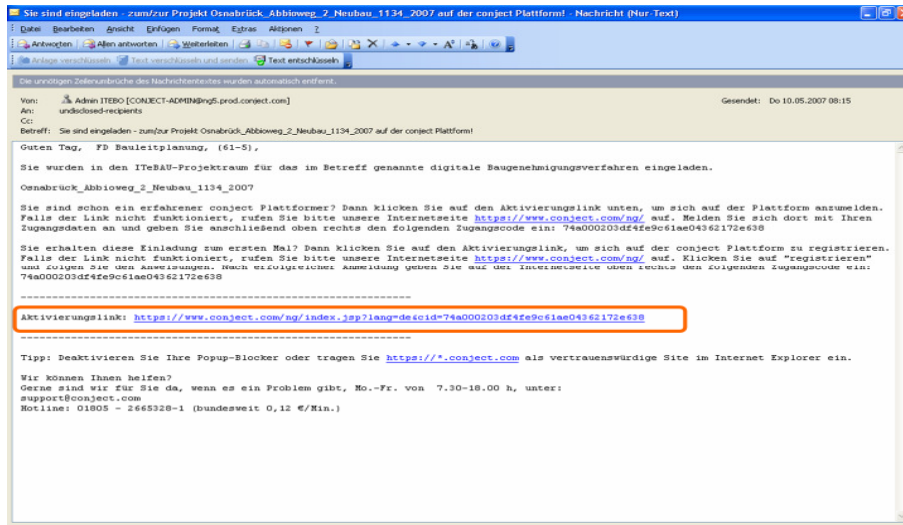 Sie sind eingeladen - zum/zur Projekt Osnabrück_Abbioweg_2_Neubau_1134_2007 auf der conject Plattform! - Nachricht (Nur-Text)
Datei Bearbeiten Ansicht Einfügen Format Extras Aktionen ?
Antworten Allen antworten Weiterleiten
Anlage verschlüsseln Text verschlüsseln und senden Text entschlüsseln
Die unnötigen Zeilenumbrüche des Nachrichtentextes wurden automatisch entfernt.
Von: Admin ITEBO [CONJECT-ADMIN@ng5.prod.conject.com] Gesendet: Do 10.05.2007 08:15
An: undisclosed-recipients
Cc:
Betreff: Sie sind eingeladen - zum/zur Projekt Osnabrück_Abbioweg_2_Neubau_1134_2007 auf der conject Plattform!
Guten Tag, FD Bauleitplanung, (61-5),
Sie wurden in den ITeBAU-Projektraum für das im Betreff genannte digitale Baugenehmigungsverfahren eingeladen.
Osnabrück_Abbioweg_2_Neubau_1134_2007
Sie sind schon ein erfahrener conject Plattformer? Dann klicken Sie auf den Aktivierungslink unten, um sich auf der Plattform anzumelden.
Falls der Link nicht funktioniert, rufen Sie bitte unsere Internetseite https://www.conject.com/ng/ auf. Melden Sie sich dort mit Ihren
Zugangsdaten an und geben Sie anschließend oben rechts den folgenden Zugangscode ein: 74a000203df4fe9c61ae04362172e638
Sie erhalten diese Einladung zum ersten Mal? Dann klicken Sie auf den Aktivierungslink, um sich auf der conject Plattform zu registrieren.
Falls der Link nicht funktioniert, rufen Sie bitte unsere Internetseite https://www.conject.com/ng/ auf. Klicken Sie auf "registrieren"
und folgen Sie den Anweisungen. Nach erfolgreicher Anmeldung geben Sie auf der Internetseite oben rechts den folgenden Zugangscode ein:
74a000203df4fe9c61ae04362172e638
------------------------------------------------------------
Aktivierungslink: https://www.conject.com/ng/index.jsp?lang=de&cid=74a000203df4fe9c61ae04362172e638
------------------------------------------------------------
Tipp: Deaktivieren Sie Ihre Popup-Blocker oder tragen Sie https://*.conject.com als vertrauenswürdige Site im Internet Explorer ein.
Wir können Ihnen helfen?
Gerne sind wir für Sie da, wenn es ein Problem gibt, Mo.-Fr. von 7.30-18.00 h, unter:
support@conject.com
Hotline: 01805 - 2665328-1 (bundesweit 0,12 €/Min.)